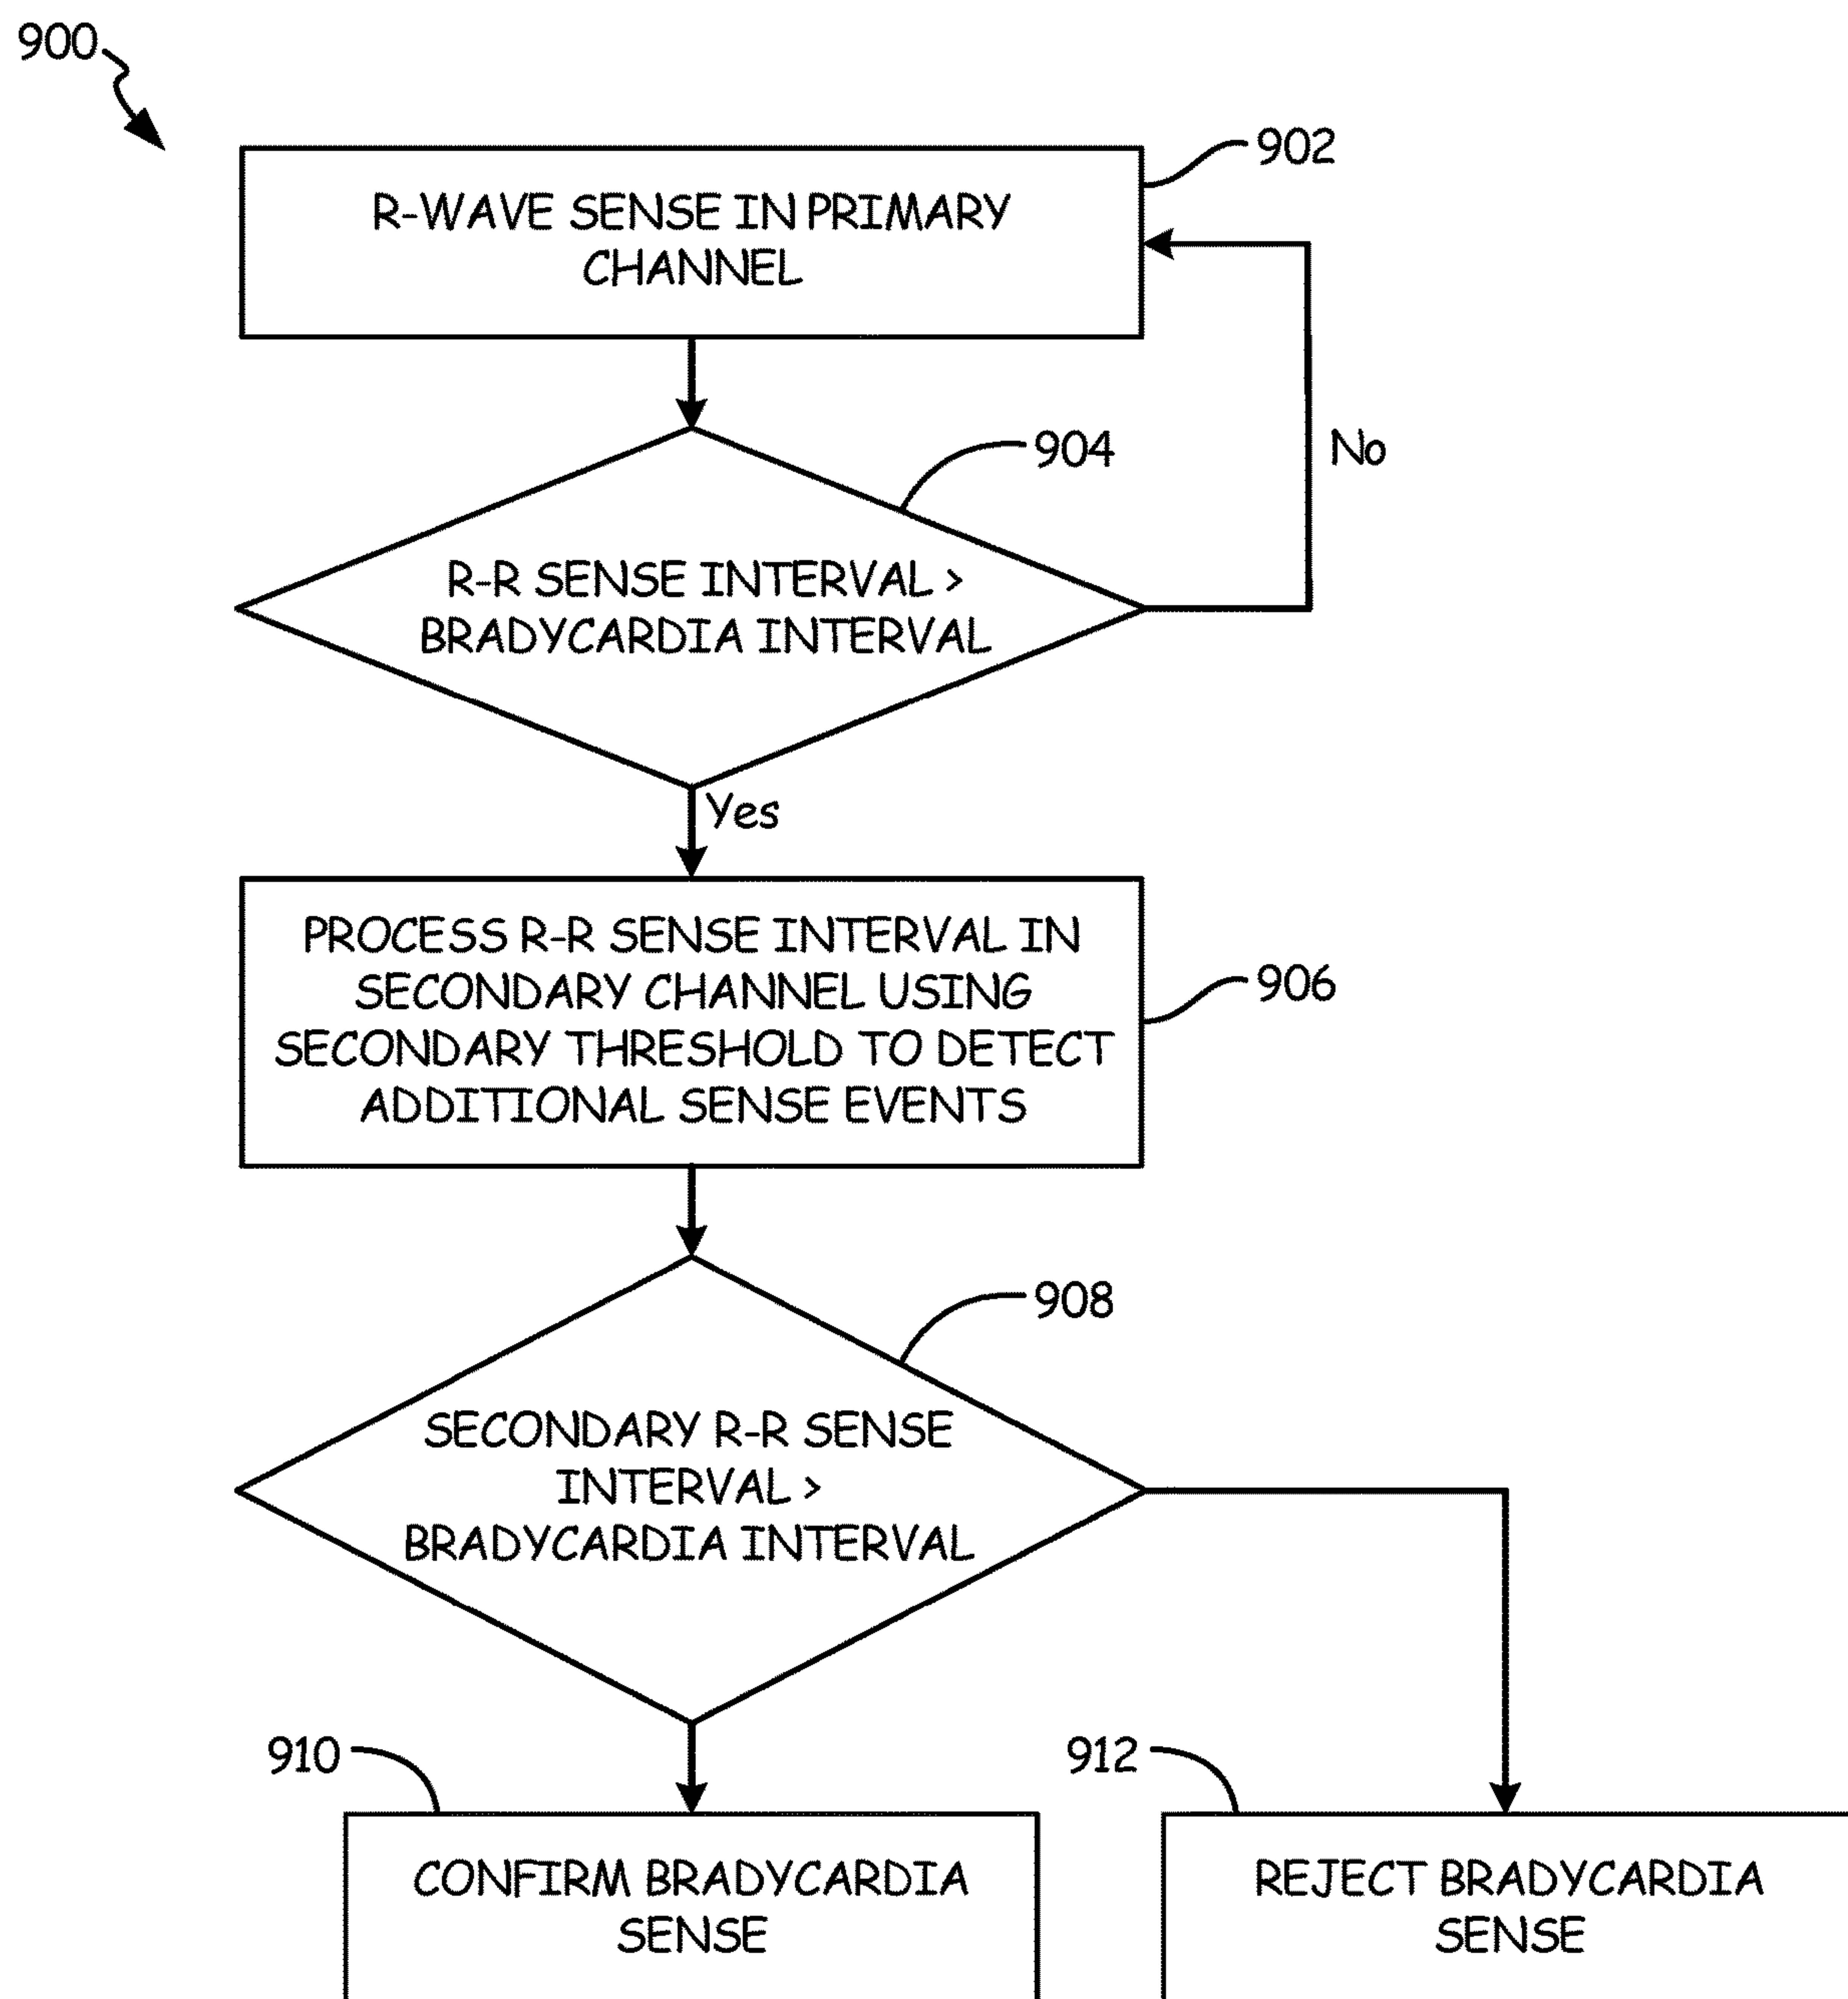 900
902
R-WAVE SENSE IN PRIMARY
CHANNEL
904
No
R-R SENSE INTERVAL >
BRADYCARDIA INTERVAL
Yes
PROCESS R-R SENSE INTERVAL IN
SECONDARY CHANNEL USING
SECONDARY THRESHOLD TO DETECT
ADDITIONAL SENSE EVENTS
906
908
SECONDARY R-R SENSE
INTERVAL >
BRADYCARDIA INTERVAL
910
912
CONFIRM BRADYCARDIA
SENSE
REJECT BRADYCARDIA
SENSE